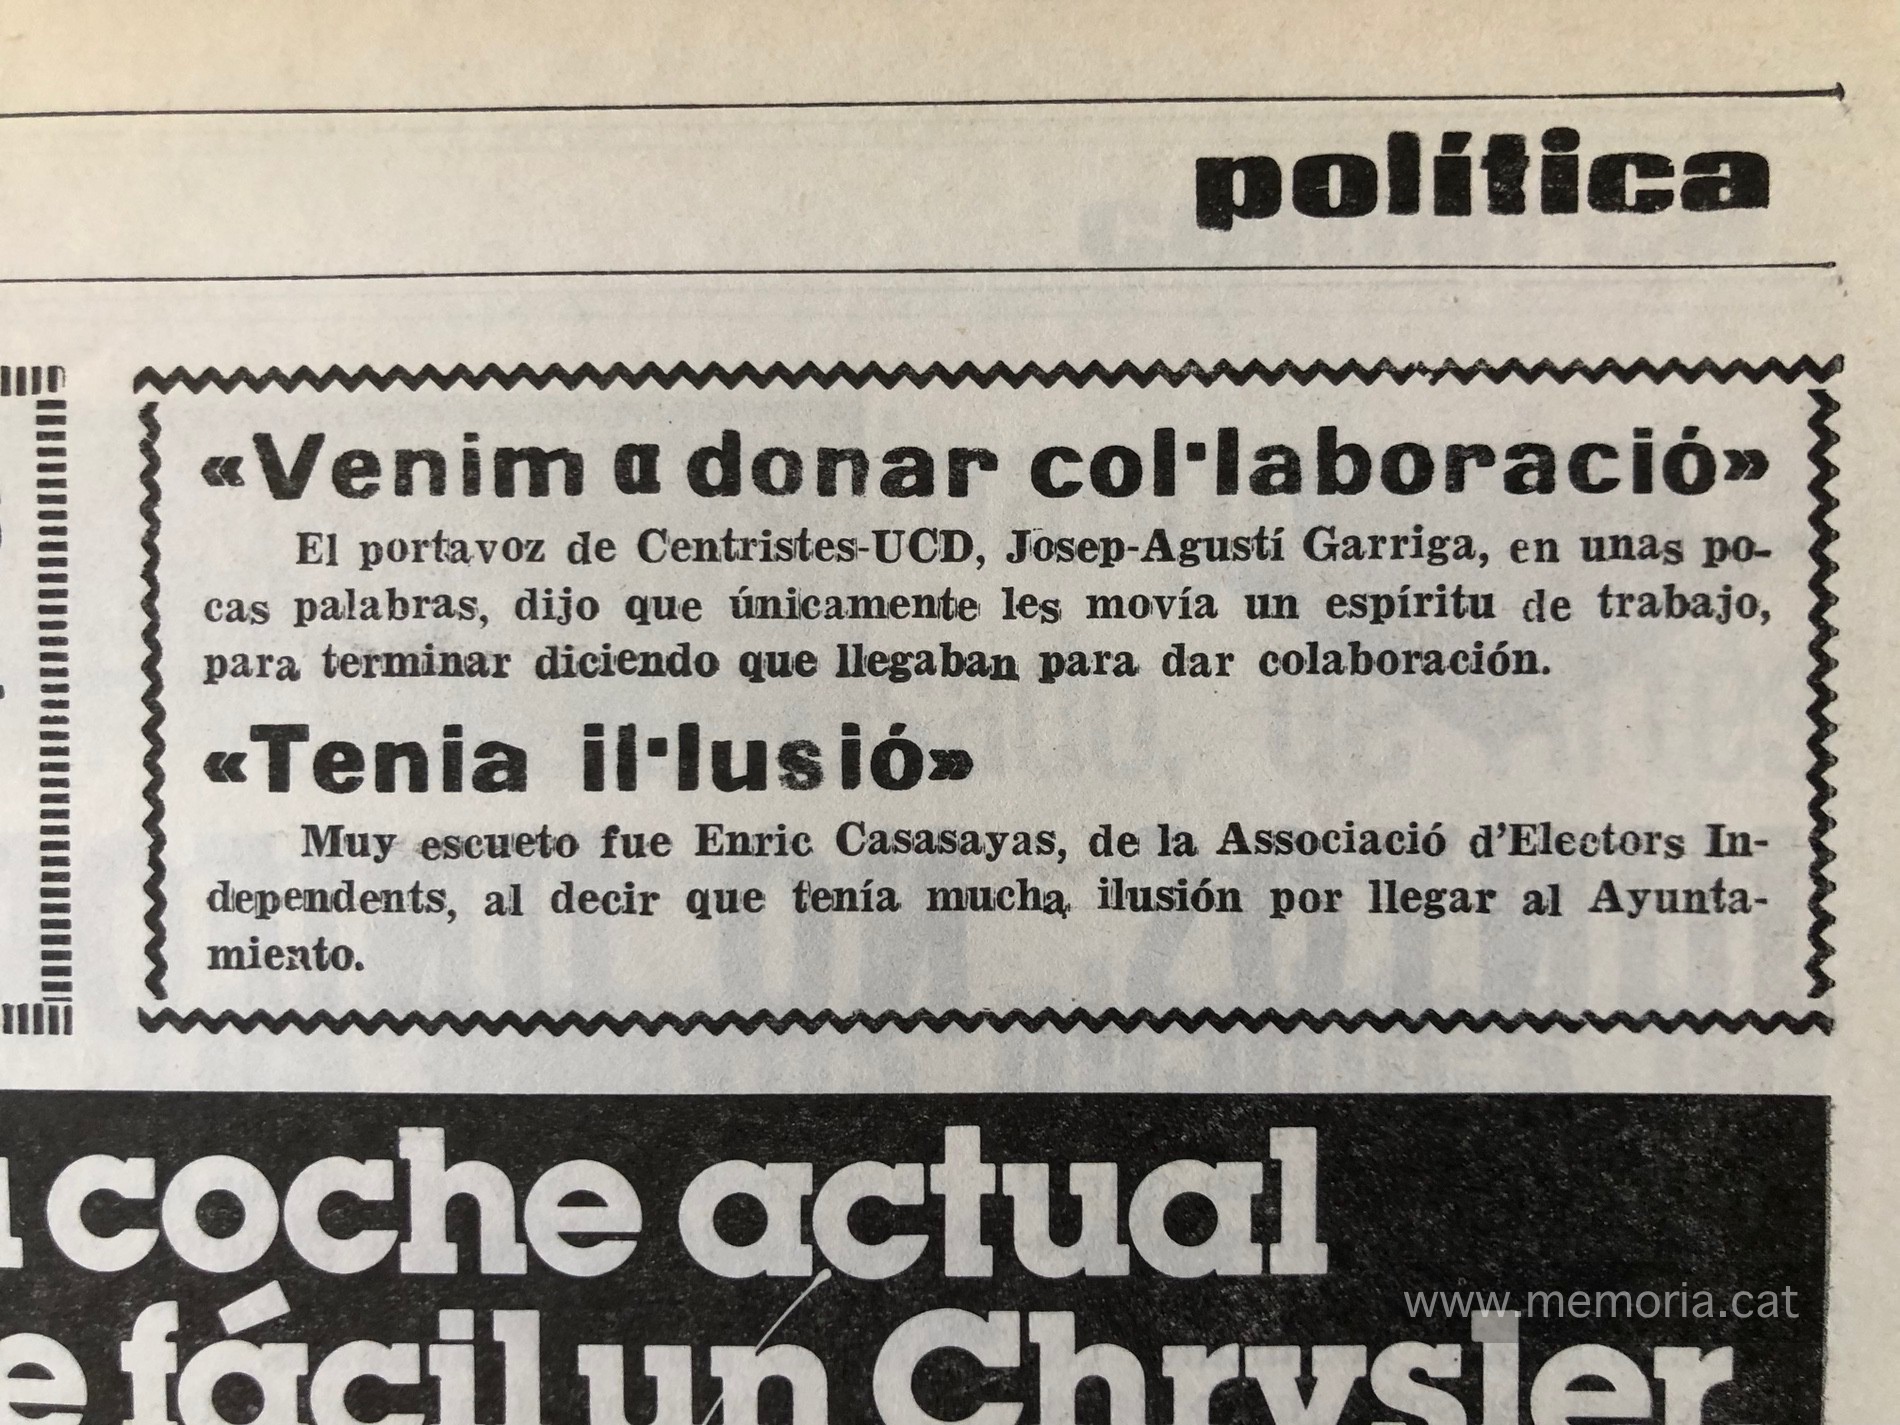 política
«Venim a donar col·laboració»
El portavoz de Centristes-UCD, Josep-Agustí Garriga, en unas po-
cas palabras, dijo que únicamente les movía un espíritu de trabajo,
para terminar diciendo que llegaban para dar colaboración.
«Tenia il·lusió»
Muy escueto fue Enric Casasayas, de la Associació d'Electors In-
dependents, al decir que tenía mucha ilusión por llegar al Ayunta-
miento.
coche actual
www.memoria.cat
fácil un Chrysler